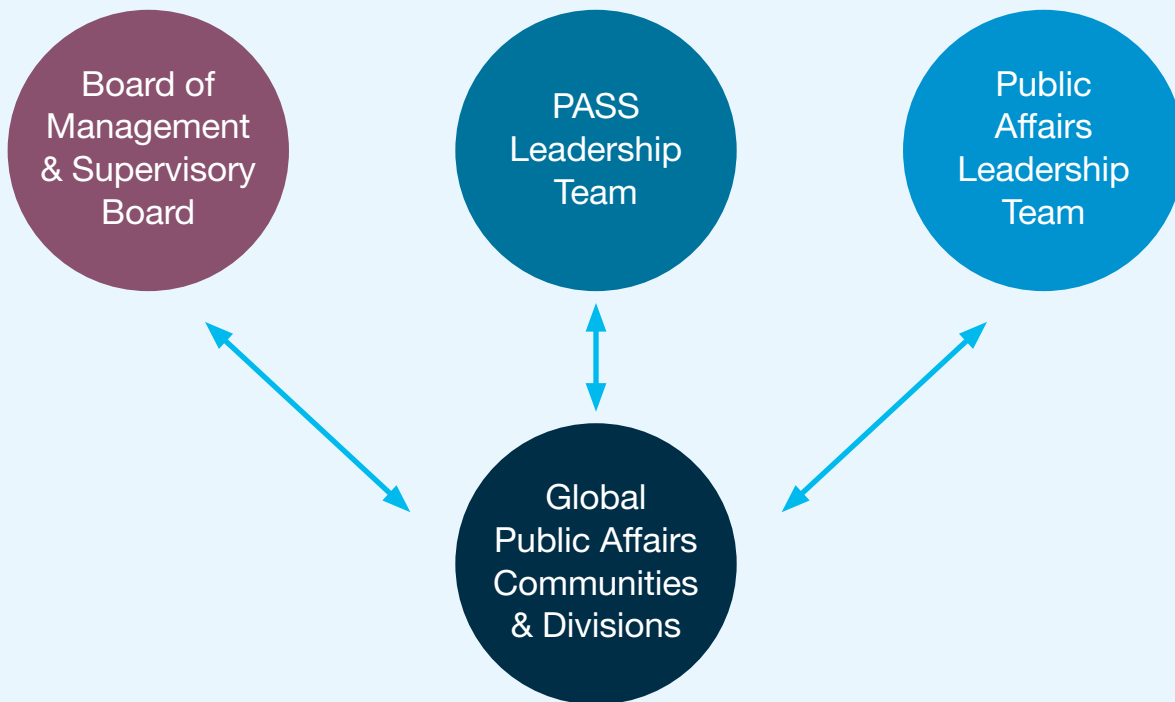 Board of
Management
& Supervisory
Board
PASS
Leadership
Team
Public
Affairs
Leadership
Team
Global
Public Affairs
Communities
& Divisions